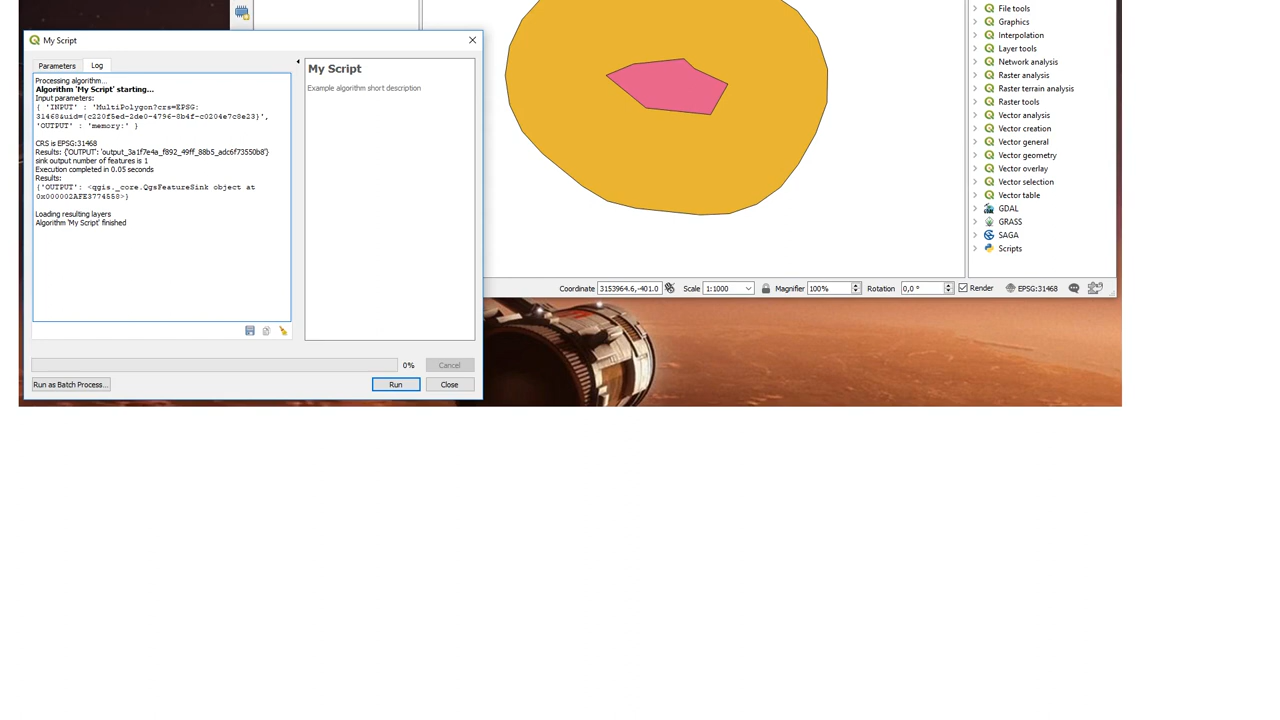 My Script
Parameters
Log
Processing algorithm...
Algorithm 'My Script' starting...
Input parameters:
{ 'INPUT' : 'MultiPolygon?crs=EPSG:
31468&uid={c220f5ed-2de0-4796-8b4f-c0204e7c8e23}',
'OUTPUT' : 'memory:' }
CRS is EPSG:31468
Results: {'OUTPUT': 'output_3a1f7e4a_f892_49ff_88b5_adc6f73550b8'}
sink output number of features is 1
Execution completed in 0.05 seconds
Results:
{'OUTPUT': <qgis._core.QgsFeatureSink object at
0x000002AFE3774558>}
Loading resulting layers
Algorithm 'My Script' finished
My Script
Example algorithm short description
0%
Cancel
Run as Batch Process...
Run
Close
File tools
Graphics
Interpolation
Layer tools
Network analysis
Raster analysis
Raster terrain analysis
Raster tools
Vector analysis
Vector creation
Vector general
Vector geometry
Vector overlay
Vector selection
Vector table
GDAL
GRASS
SAGA
Scripts
Coordinate 3153964.6,-401.0 Scale 1:1000 Magnifier 100% Rotation 0,0 ° Render EPSG:31468